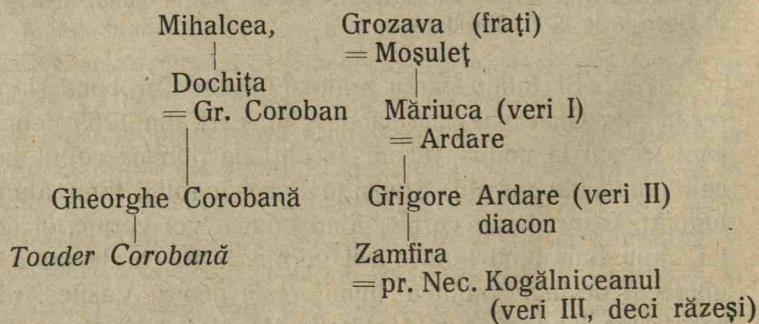 Mihalcea, Grozava (frați)
= Moșuleț
Dochița
= Gr. Coroban Măriuca (veri I)
= Ardare
Gheorghe Corobană Grigore Ardare (veri II)
diacon
Toader Corobană Zamfira
= pr. Nec. Kogălniceanul
(veri III, deci răzeși)